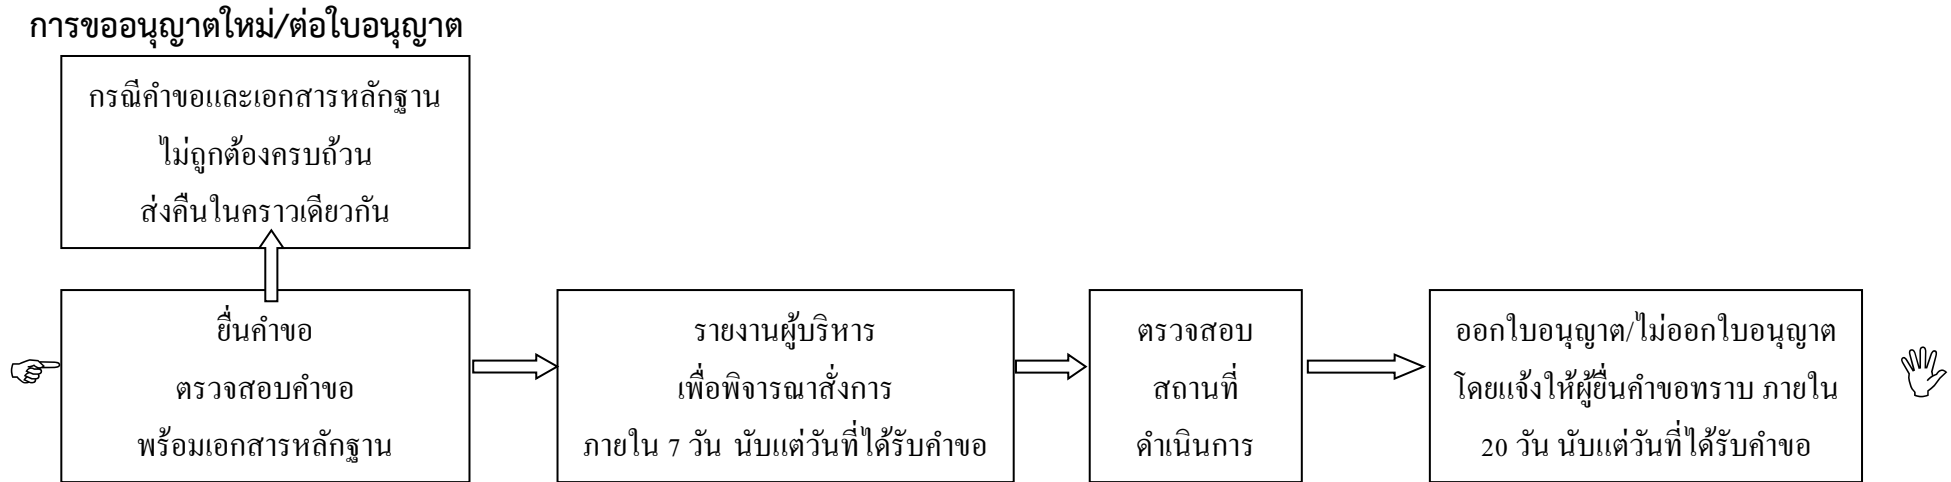 การขออนุญาตใหม่/ต่อใบอนุญาต
กรณีคำขอและเอกสารหลักฐาน
ไม่ถูกต้องครบถ้วน
ส่งคืนในคราวเดียวกัน
ยื่นคำขอ
ตรวจสอบคำขอ
พร้อมเอกสารหลักฐาน
รายงานผู้บริหาร
เพื่อพิจารณาสั่งการ
ภายใน 7 วัน นับแต่วันที่ได้รับคำขอ
ตรวจสอบ
สถานที่
ดำเนินการ
ออกใบอนุญาต/ไม่ออกใบอนุญาต
โดยแจ้งให้ผู้ยื่นคำขอทราบ ภายใน
20 วัน นับแต่วันที่ได้รับคำขอ